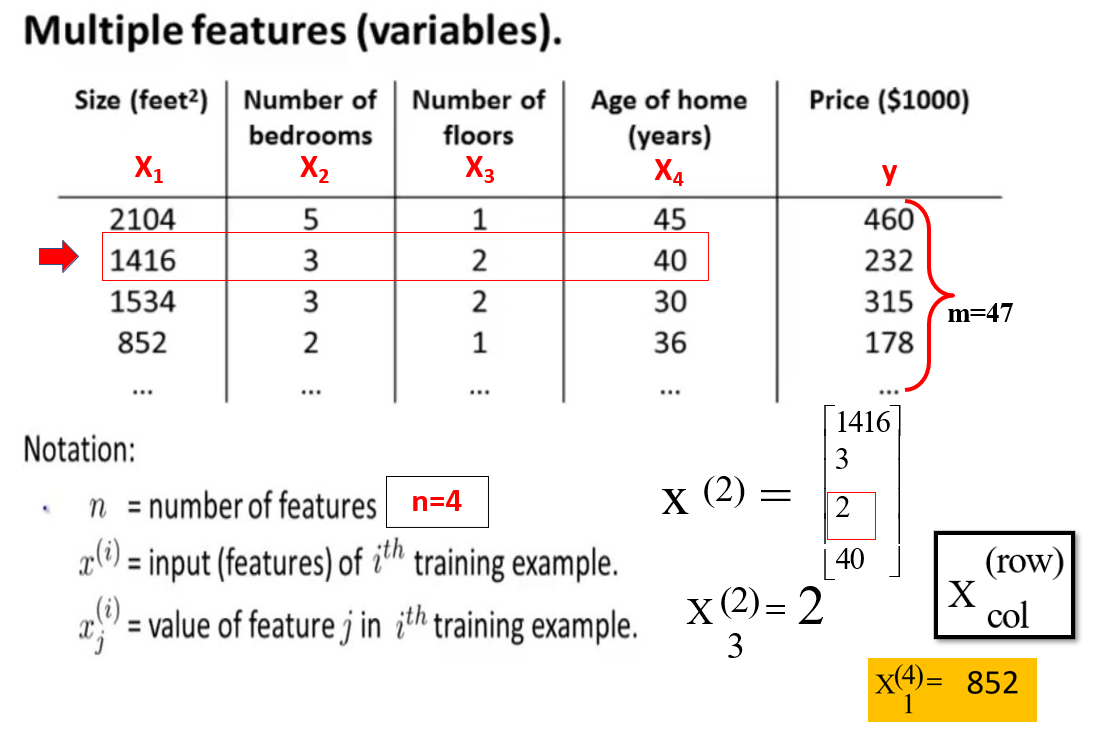 Multiple features (variables).
Size (feet²) Number of bedrooms Number of floors Age of home (years) Price ($1000)
X₁ X₂ X₃ X₄ y
2104 5 1 45 460
1416 3 2 40 232
1534 3 2 30 315
852 2 1 36 178
... ... ... ... ...
m=47
Notation:
n = number of features n=4
x⁽ⁱ⁾ = input (features) of iᵗʰ training example.
xⱼ⁽ⁱ⁾ = value of feature j in iᵗʰ training example.
X (2) =
1416
3
2
40
X₃(2) = 2
X (row) col
X₁(4) = 852